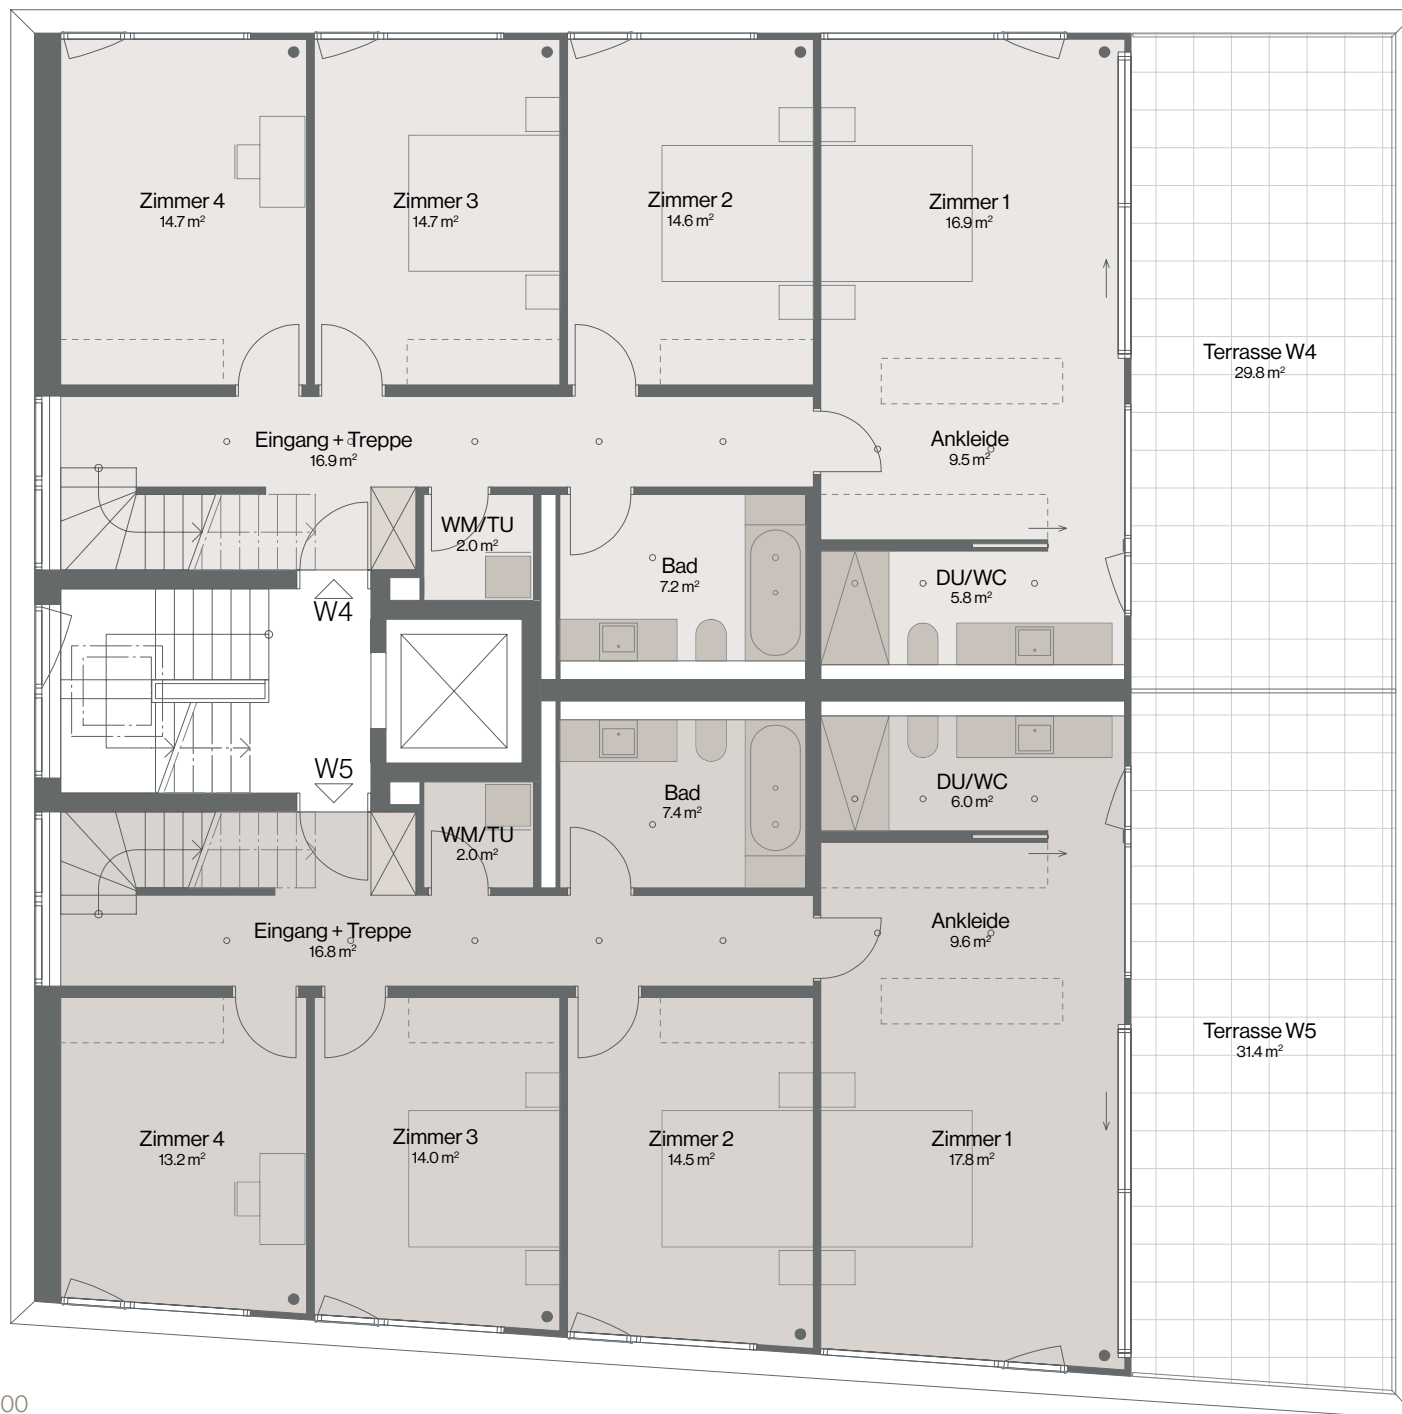 Zimmer 4
14.7 m²
Zimmer 3
14.7 m²
Zimmer 2
14.6 m²
Zimmer 1
16.9 m²
Terrasse W4
29.8 m²
Eingang + Treppe
16.9 m²
Ankleide
9.5 m²
WM/TU
2.0 m²
Bad
7.2 m²
DU/WC
5.8 m²
W4
W5
Bad
7.4 m²
DU/WC
6.0 m²
WM/TU
2.0 m²
Eingang + Treppe
16.8 m²
Ankleide
9.6 m²
Terrasse W5
31.4 m²
Zimmer 4
13.2 m²
Zimmer 3
14.0 m²
Zimmer 2
14.5 m²
Zimmer 1
17.8 m²
00